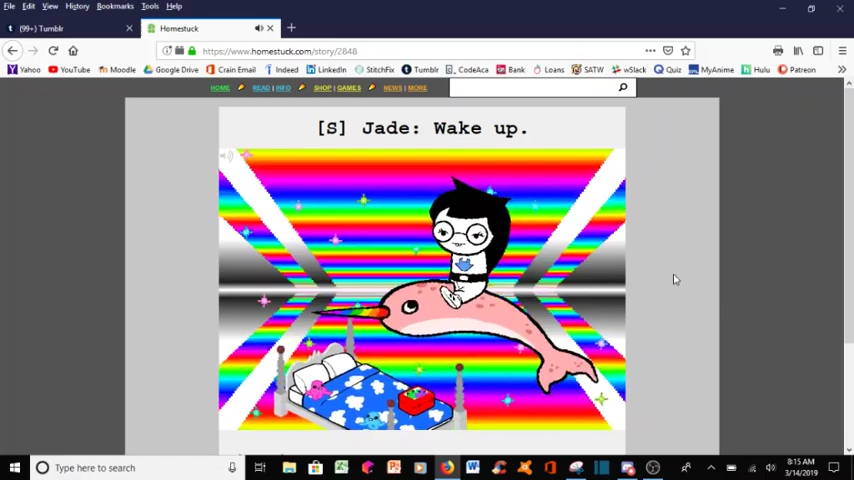 File Edit View History Bookmarks Tools Help
(99+) Tumblr
Homestuck
https://www.homestuck.com/story/2848
Yahoo YouTube Moodle Google Drive Crain Email Indeed LinkedIn StitchFix Tumblr CodeAca Bank Loans SATW wSlack Quiz MyAnime Hulu Patreon
HOME READ | INFO SHOP | GAMES NEWS | MORE
[S] Jade: Wake up.
Type here to search
8:15 AM
3/14/2019